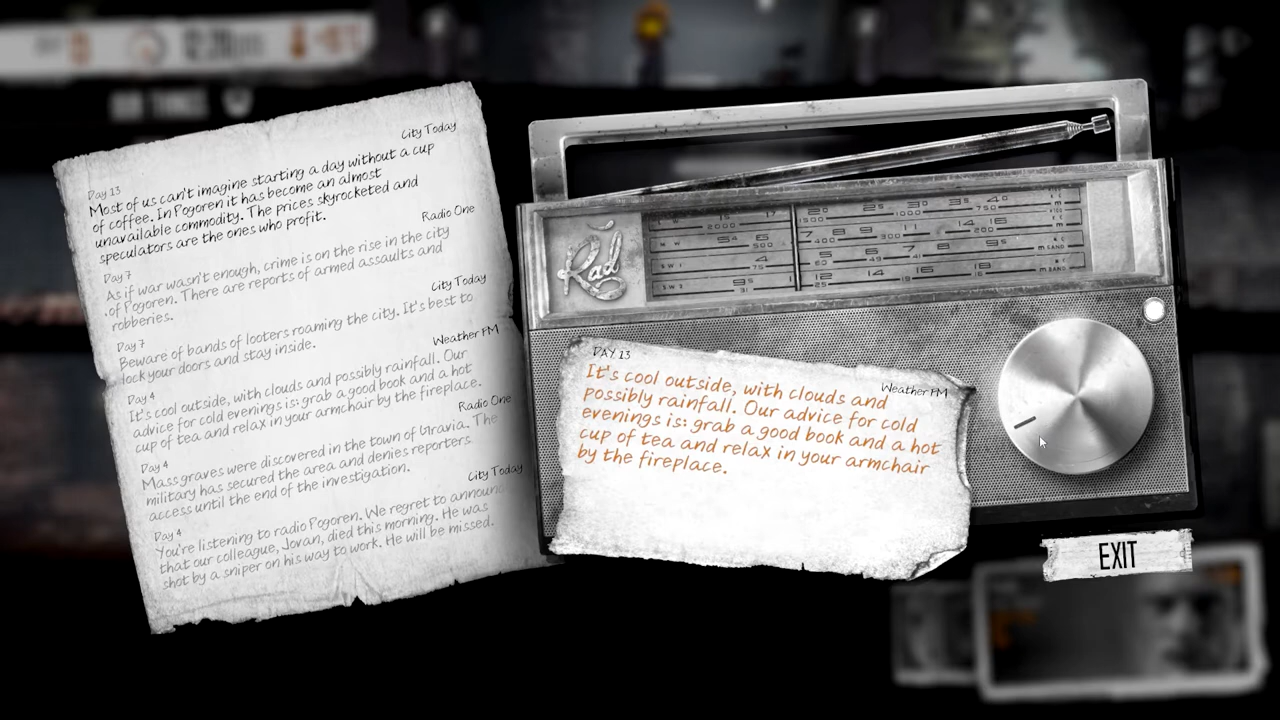 City Today
Day 13
Most of us can't imagine starting a day without a cup
of coffee. In Pogoren it has become an almost
unavailable commodity. The prices skyrocketed and
speculators are the ones who profit.
Radio One
Day 7
As if war wasn't enough, crime is on the rise in the city
of Pogoren. There are reports of armed assaults and
robberies.
City Today
Day 7
Beware of bands of looters roaming the city. It's best to
lock your doors and stay inside.
Weather FM
Day 4
It's cool outside, with clouds and possibly rainfall. Our
advice for cold evenings is: grab a good book and a hot
cup of tea and relax in your armchair by the fireplace.
Radio One
Day 4
Mass graves were discovered in the town of Gravia. The
military has secured the area and denies reporters
access until the end of the investigation.
City Today
Day 4
You're listening to radio Pogoren. We regret to announce
that our colleague, Jovan, died this morning. He was
shot by a sniper on his way to work. He will be missed.
Rad
DAY 13
Weather FM
It's cool outside, with clouds and
possibly rainfall. Our advice for cold
evenings is: grab a good book and a hot
cup of tea and relax in your armchair
by the fireplace.
EXIT